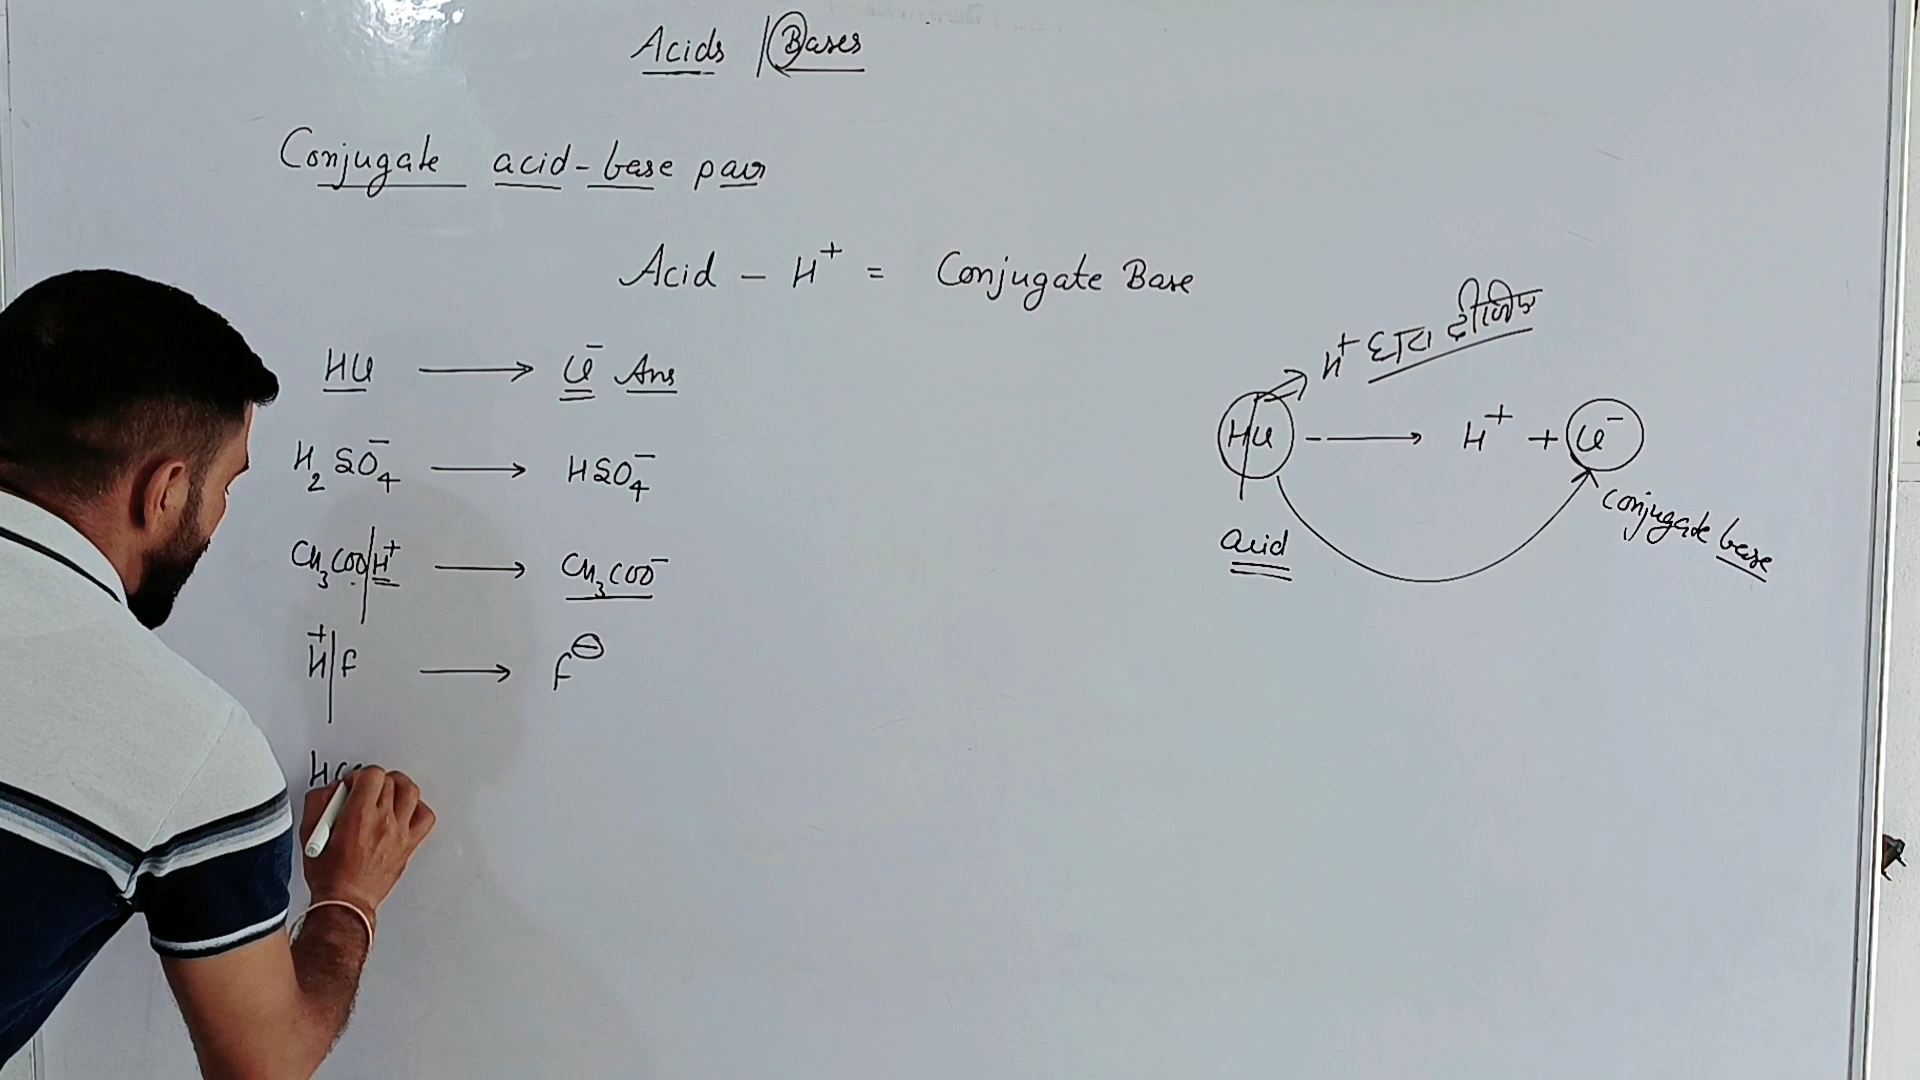 Acids / Bases
Conjugate acid-base pair
Acid – H⁺ = Conjugate Base
HCl ⟶ Cl⁻ Ans
H₂SO₄⁻ ⟶ HSO₄⁻
CH₃COO/H⁺ ⟶ CH₃COO⁻
H⁺/F ⟶ F⊖
H⁺ हटा दीजिए
HCl ⟶ H⁺ + Cl⁻
acid
Conjugate base